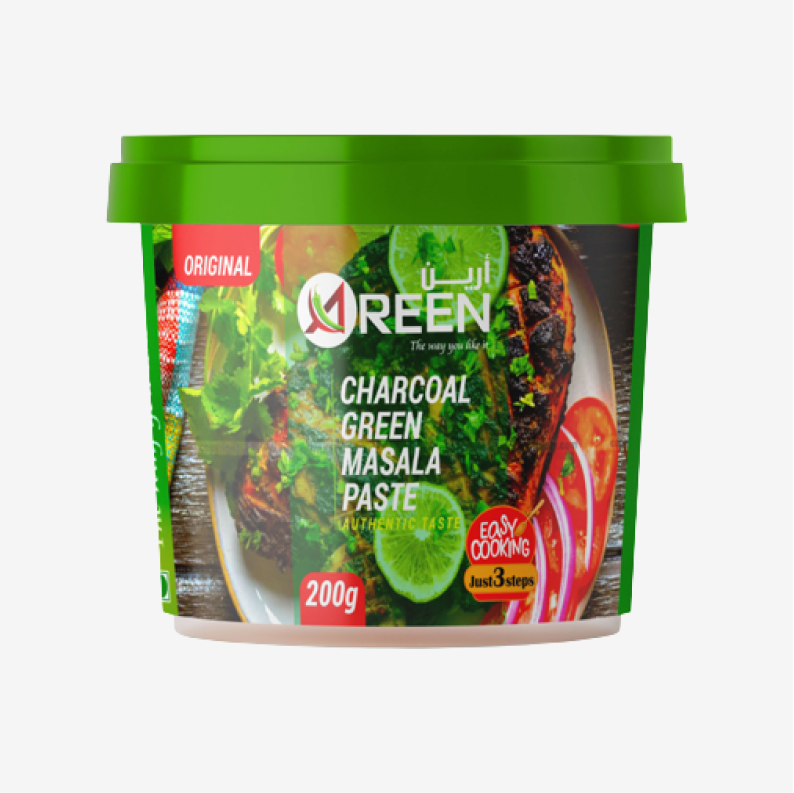 ORIGINAL
أرين
AREEN
The way you like it
CHARCOAL
GREEN
MASALA
PASTE
AUTHENTIC TASTE
EASY
COOKING
Just 3 steps
200g